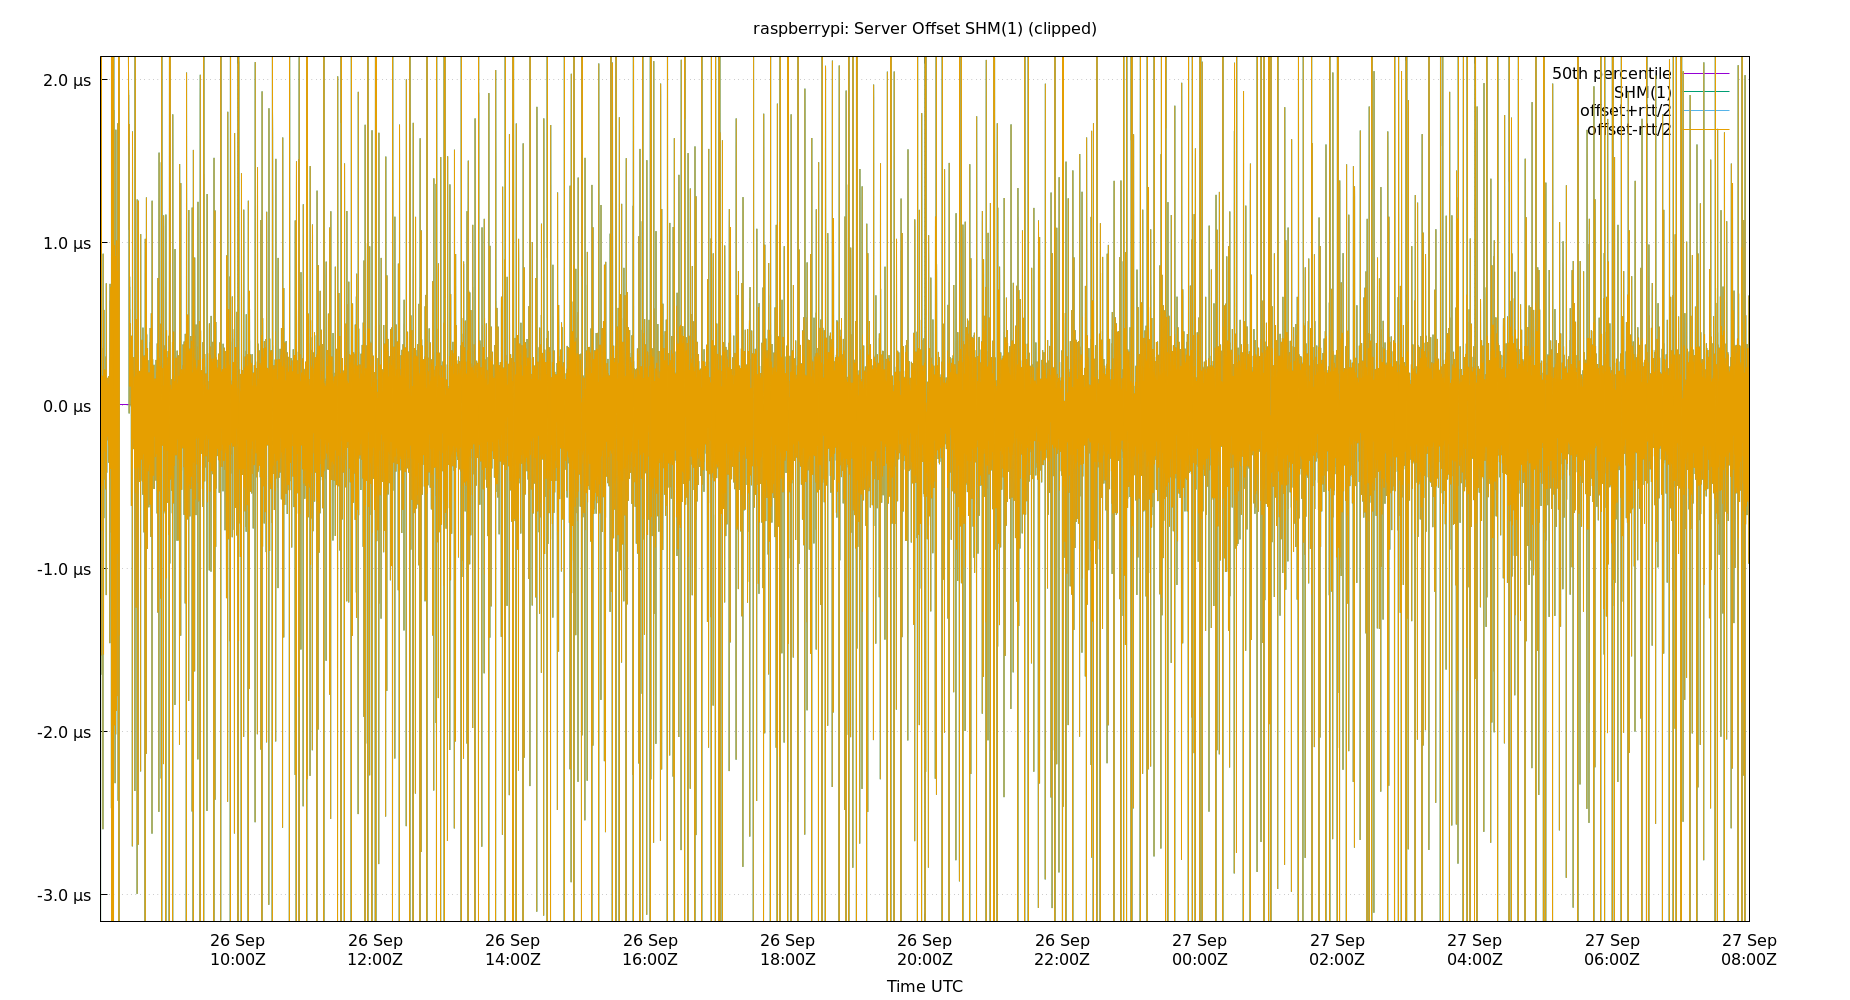 raspberrypi: Server Offset SHM(1) (clipped)
50th percentile
SHM(1)
offset+rtt/2
offset-rtt/2
2.0 µs
1.0 µs
0.0 µs
-1.0 µs
-2.0 µs
-3.0 µs
26 Sep 26 Sep 26 Sep 26 Sep 26 Sep 26 Sep 26 Sep 27 Sep 27 Sep 27 Sep 27 Sep 27 Sep
10:00Z 12:00Z 14:00Z 16:00Z 18:00Z 20:00Z 22:00Z 00:00Z 02:00Z 04:00Z 06:00Z 08:00Z
Time UTC